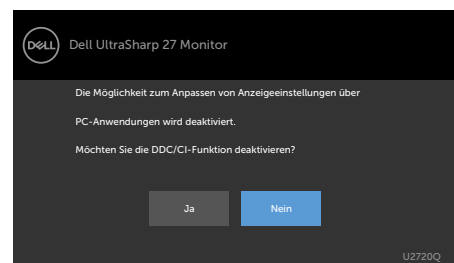 DELL
Dell UltraSharp 27 Monitor
Die Möglichkeit zum Anpassen von Anzeigeeinstellungen über
PC-Anwendungen wird deaktiviert.
Möchten Sie die DDC/CI-Funktion deaktivieren?
Ja
Nein
U2720Q